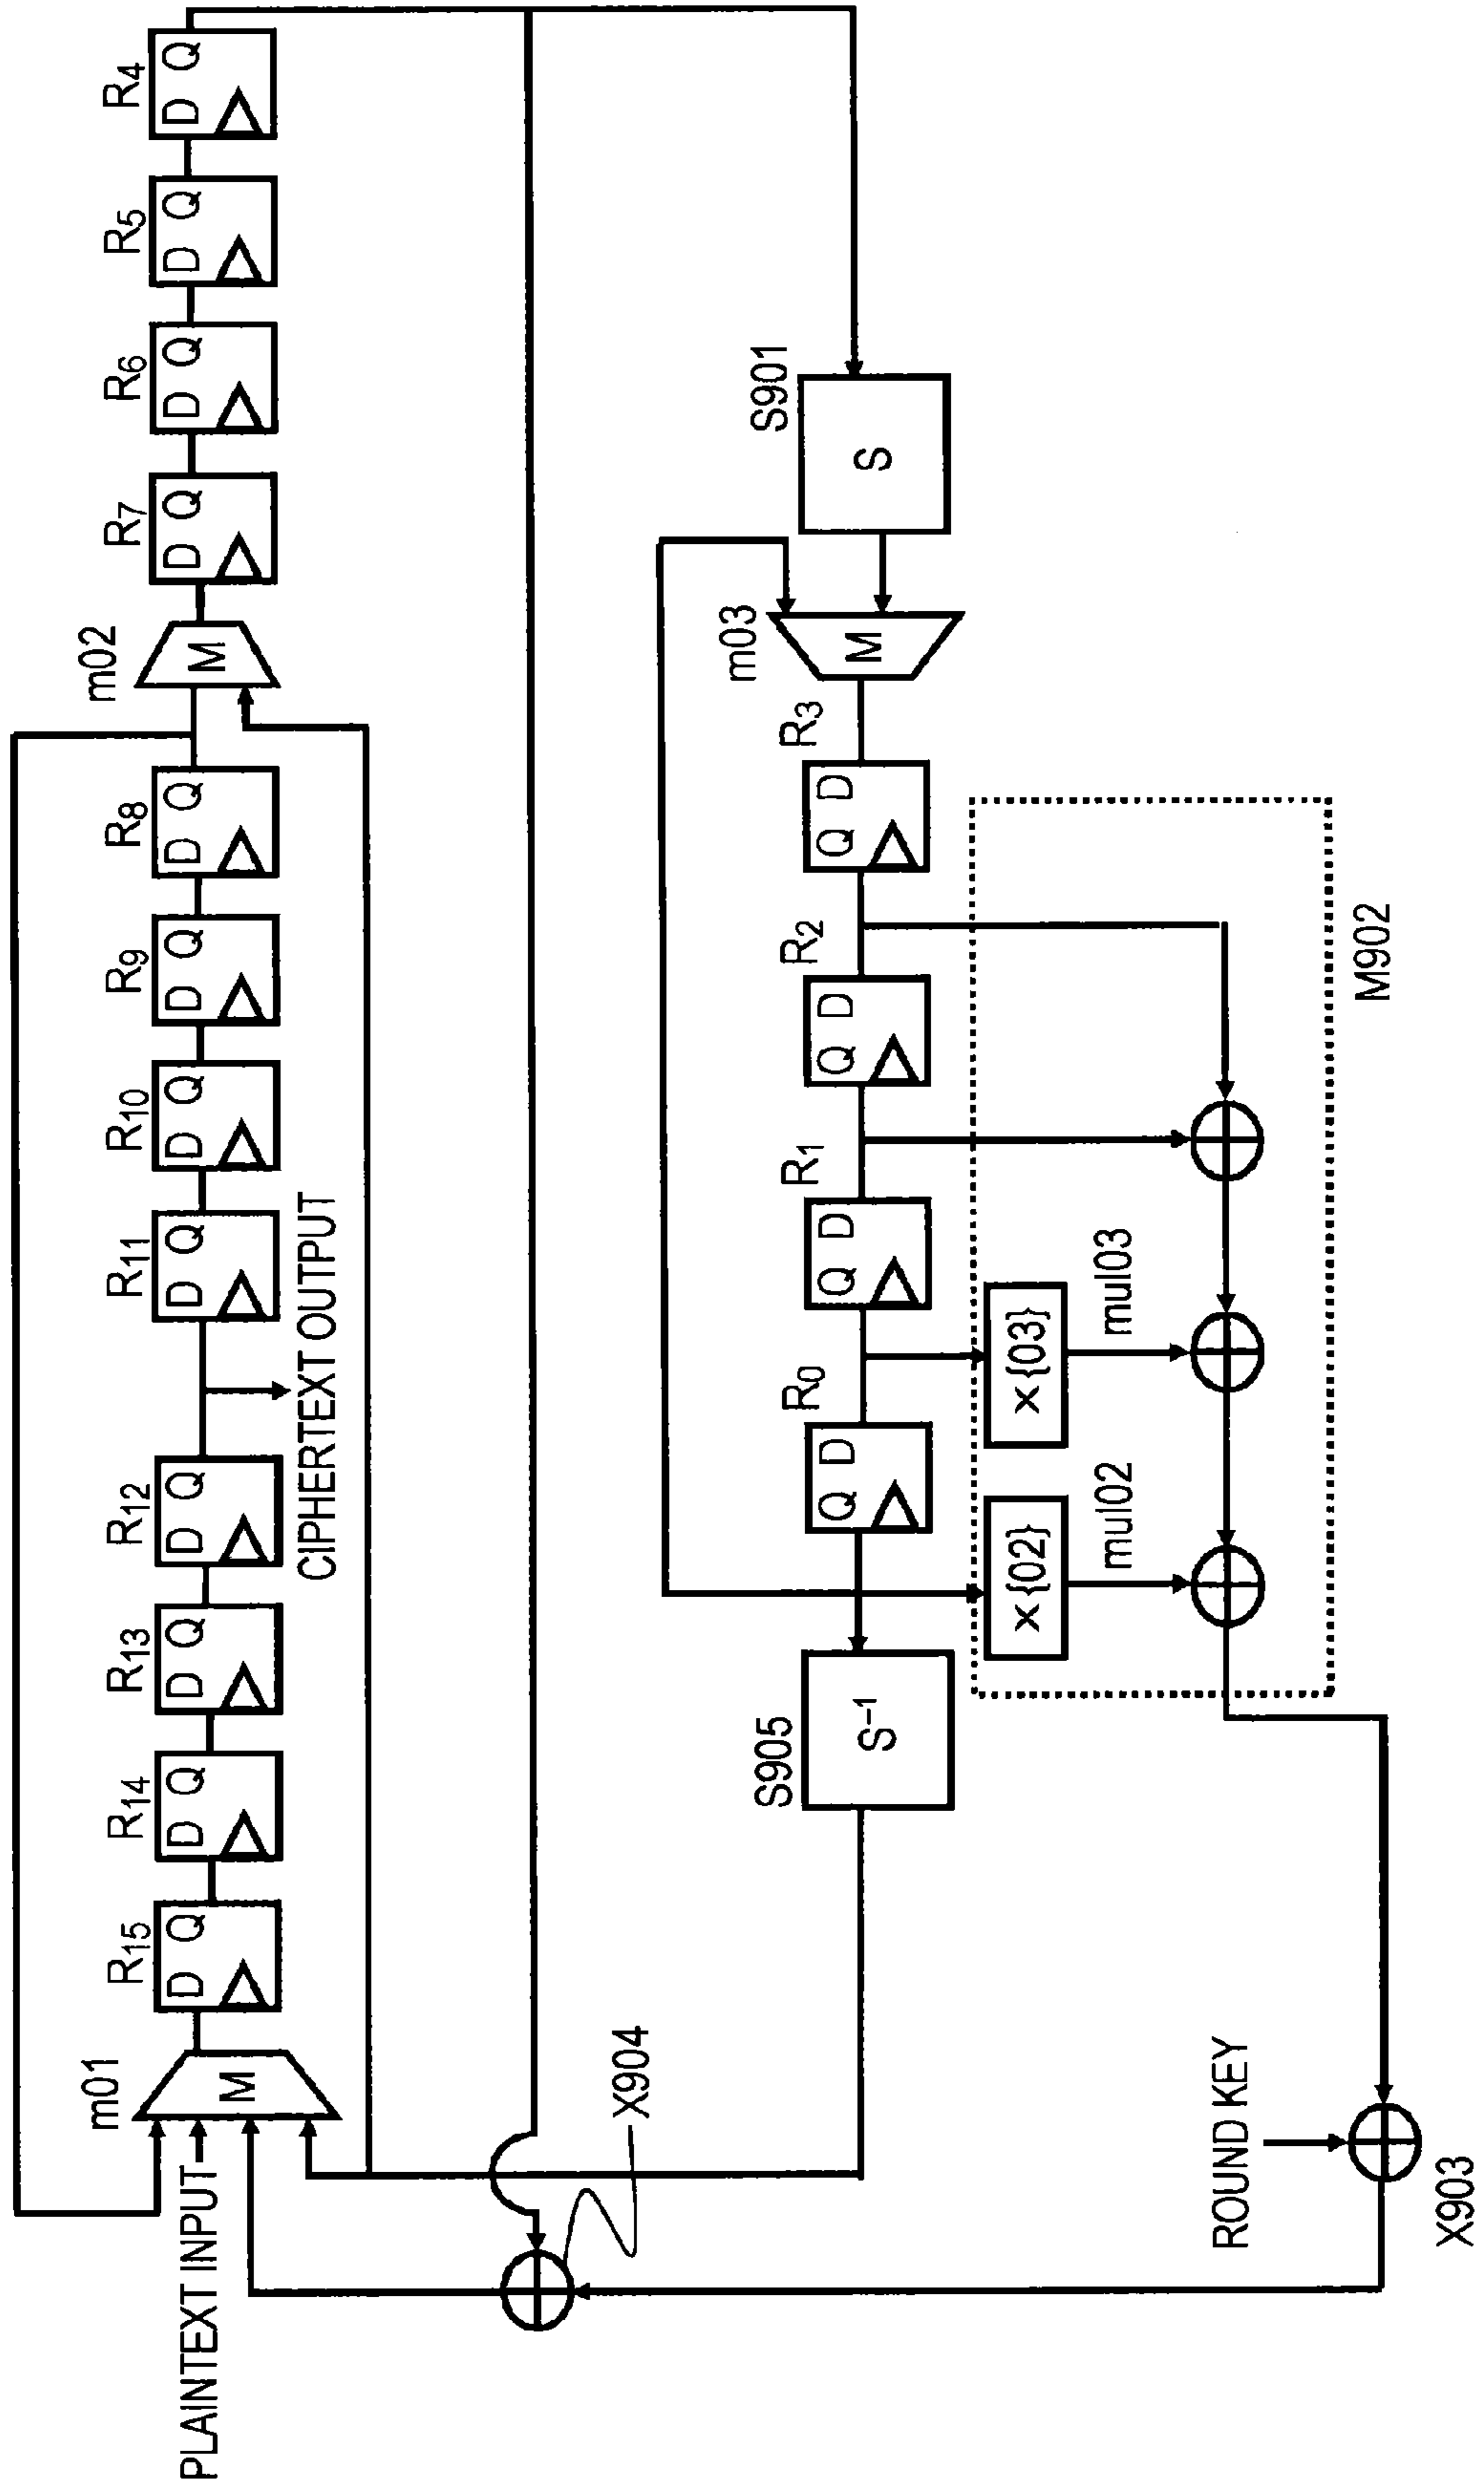 m01
M
PLAINTEXT INPUT
R15
D Q
R14
D Q
R13
D Q
R12
D Q
CIPHERTEXT OUTPUT
R11
D Q
R10
D Q
R9
D Q
R8
D Q
m02
M
R7
D Q
R6
D Q
R5
D Q
R4
D Q
X904
S905
S⁻¹
R0
Q D
R1
Q D
R2
Q D
R3
Q D
m03
M
S901
S
x{02}
mul02
x{03}
mul03
M902
ROUND KEY
X903